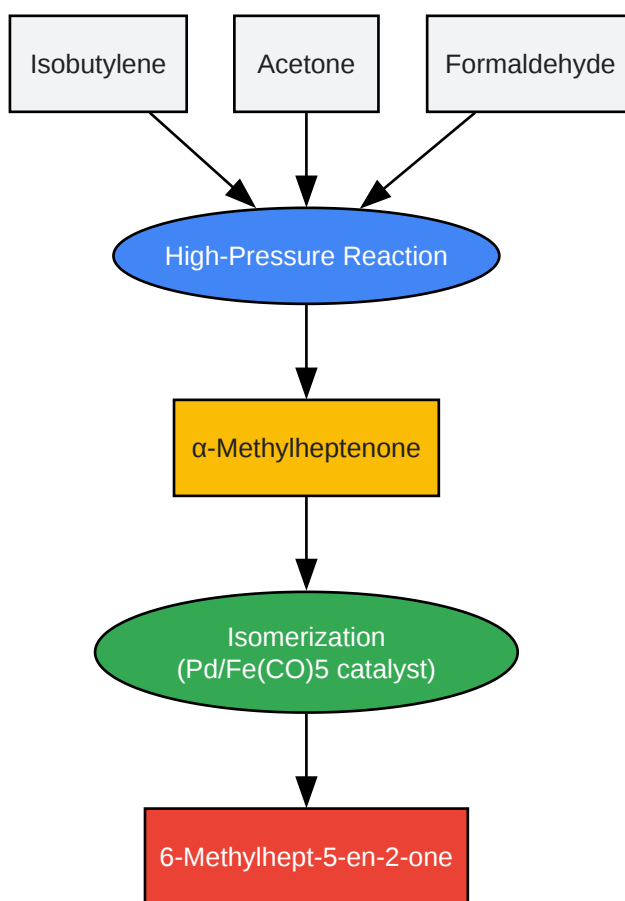 Isobutylene
Acetone
Formaldehyde
High-Pressure Reaction
α-Methylheptenone
Isomerization
(Pd/Fe(CO)5 catalyst)
6-Methylhept-5-en-2-one